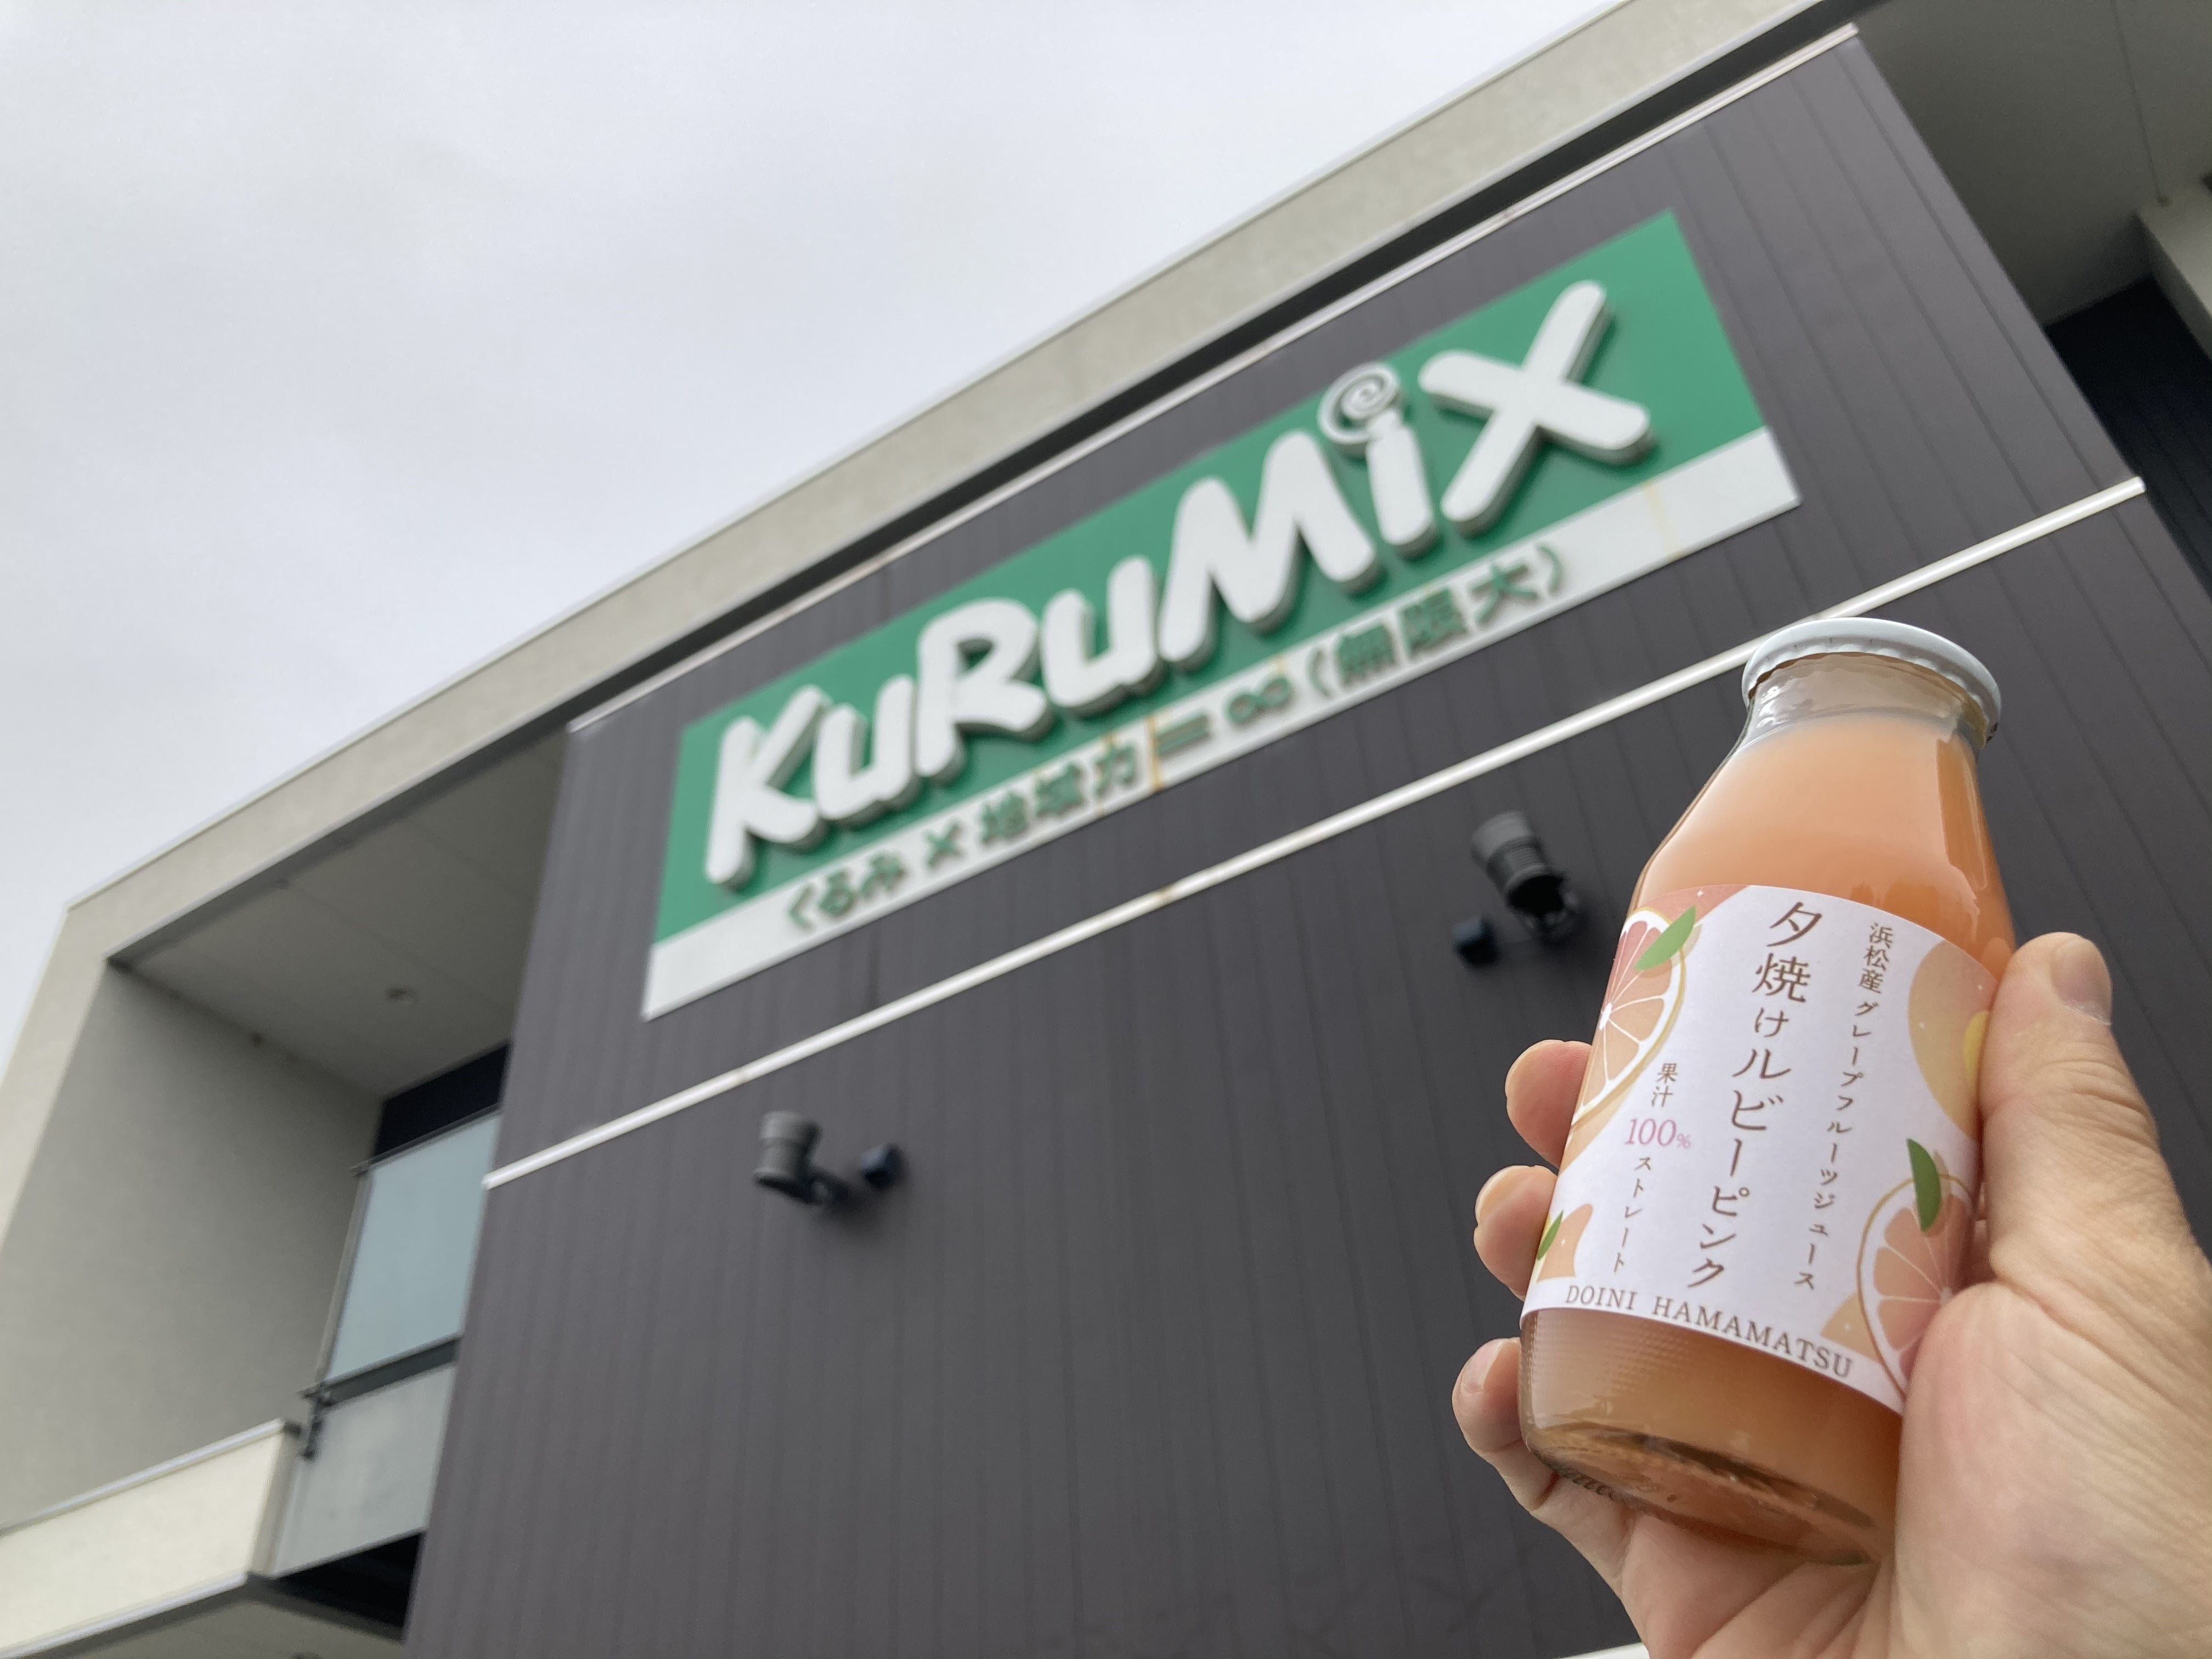 KuRuMiX
くるみ×地域力=∞(無限大)
浜松産グレープフルーツジュース
夕焼けルビーピンク
果汁100%ストレート
DOINI HAMAMATSU